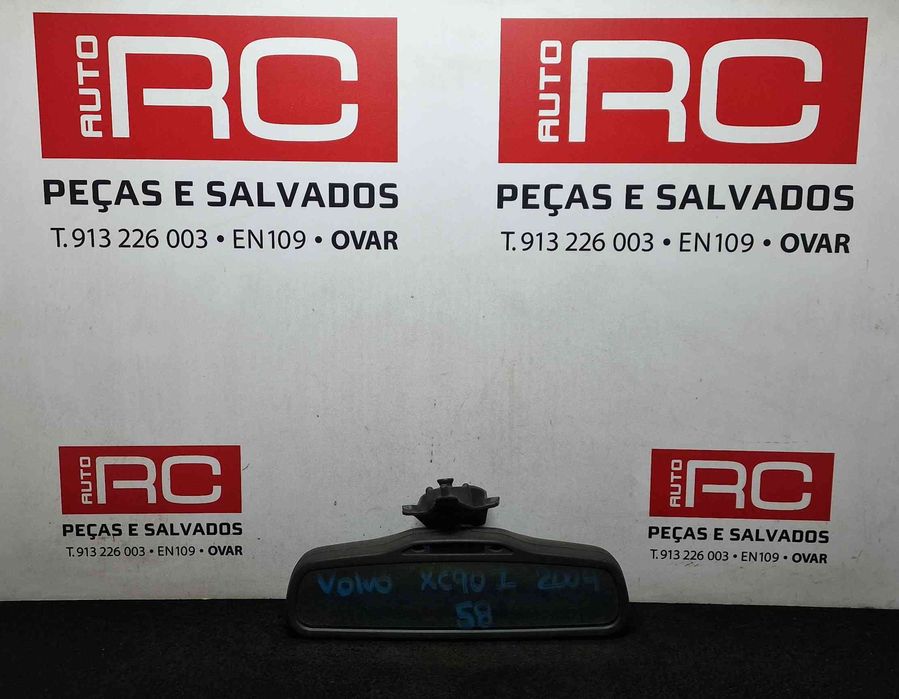 AUTO RC
PEÇAS E SALVADOS
T. 913 226 003 • EN109 • OVAR
AUTO RC
PEÇAS E SALVADOS
T. 913 226 003 • EN109 • OVAR
AUTO RC
PEÇAS E SALVADOS
T. 913 226 003 • EN109 • OVAR
AUTO RC
PEÇAS E SALVADOS
T. 913 226 003 • EN109 • OVAR
VOLVO XC90 I 2004
58